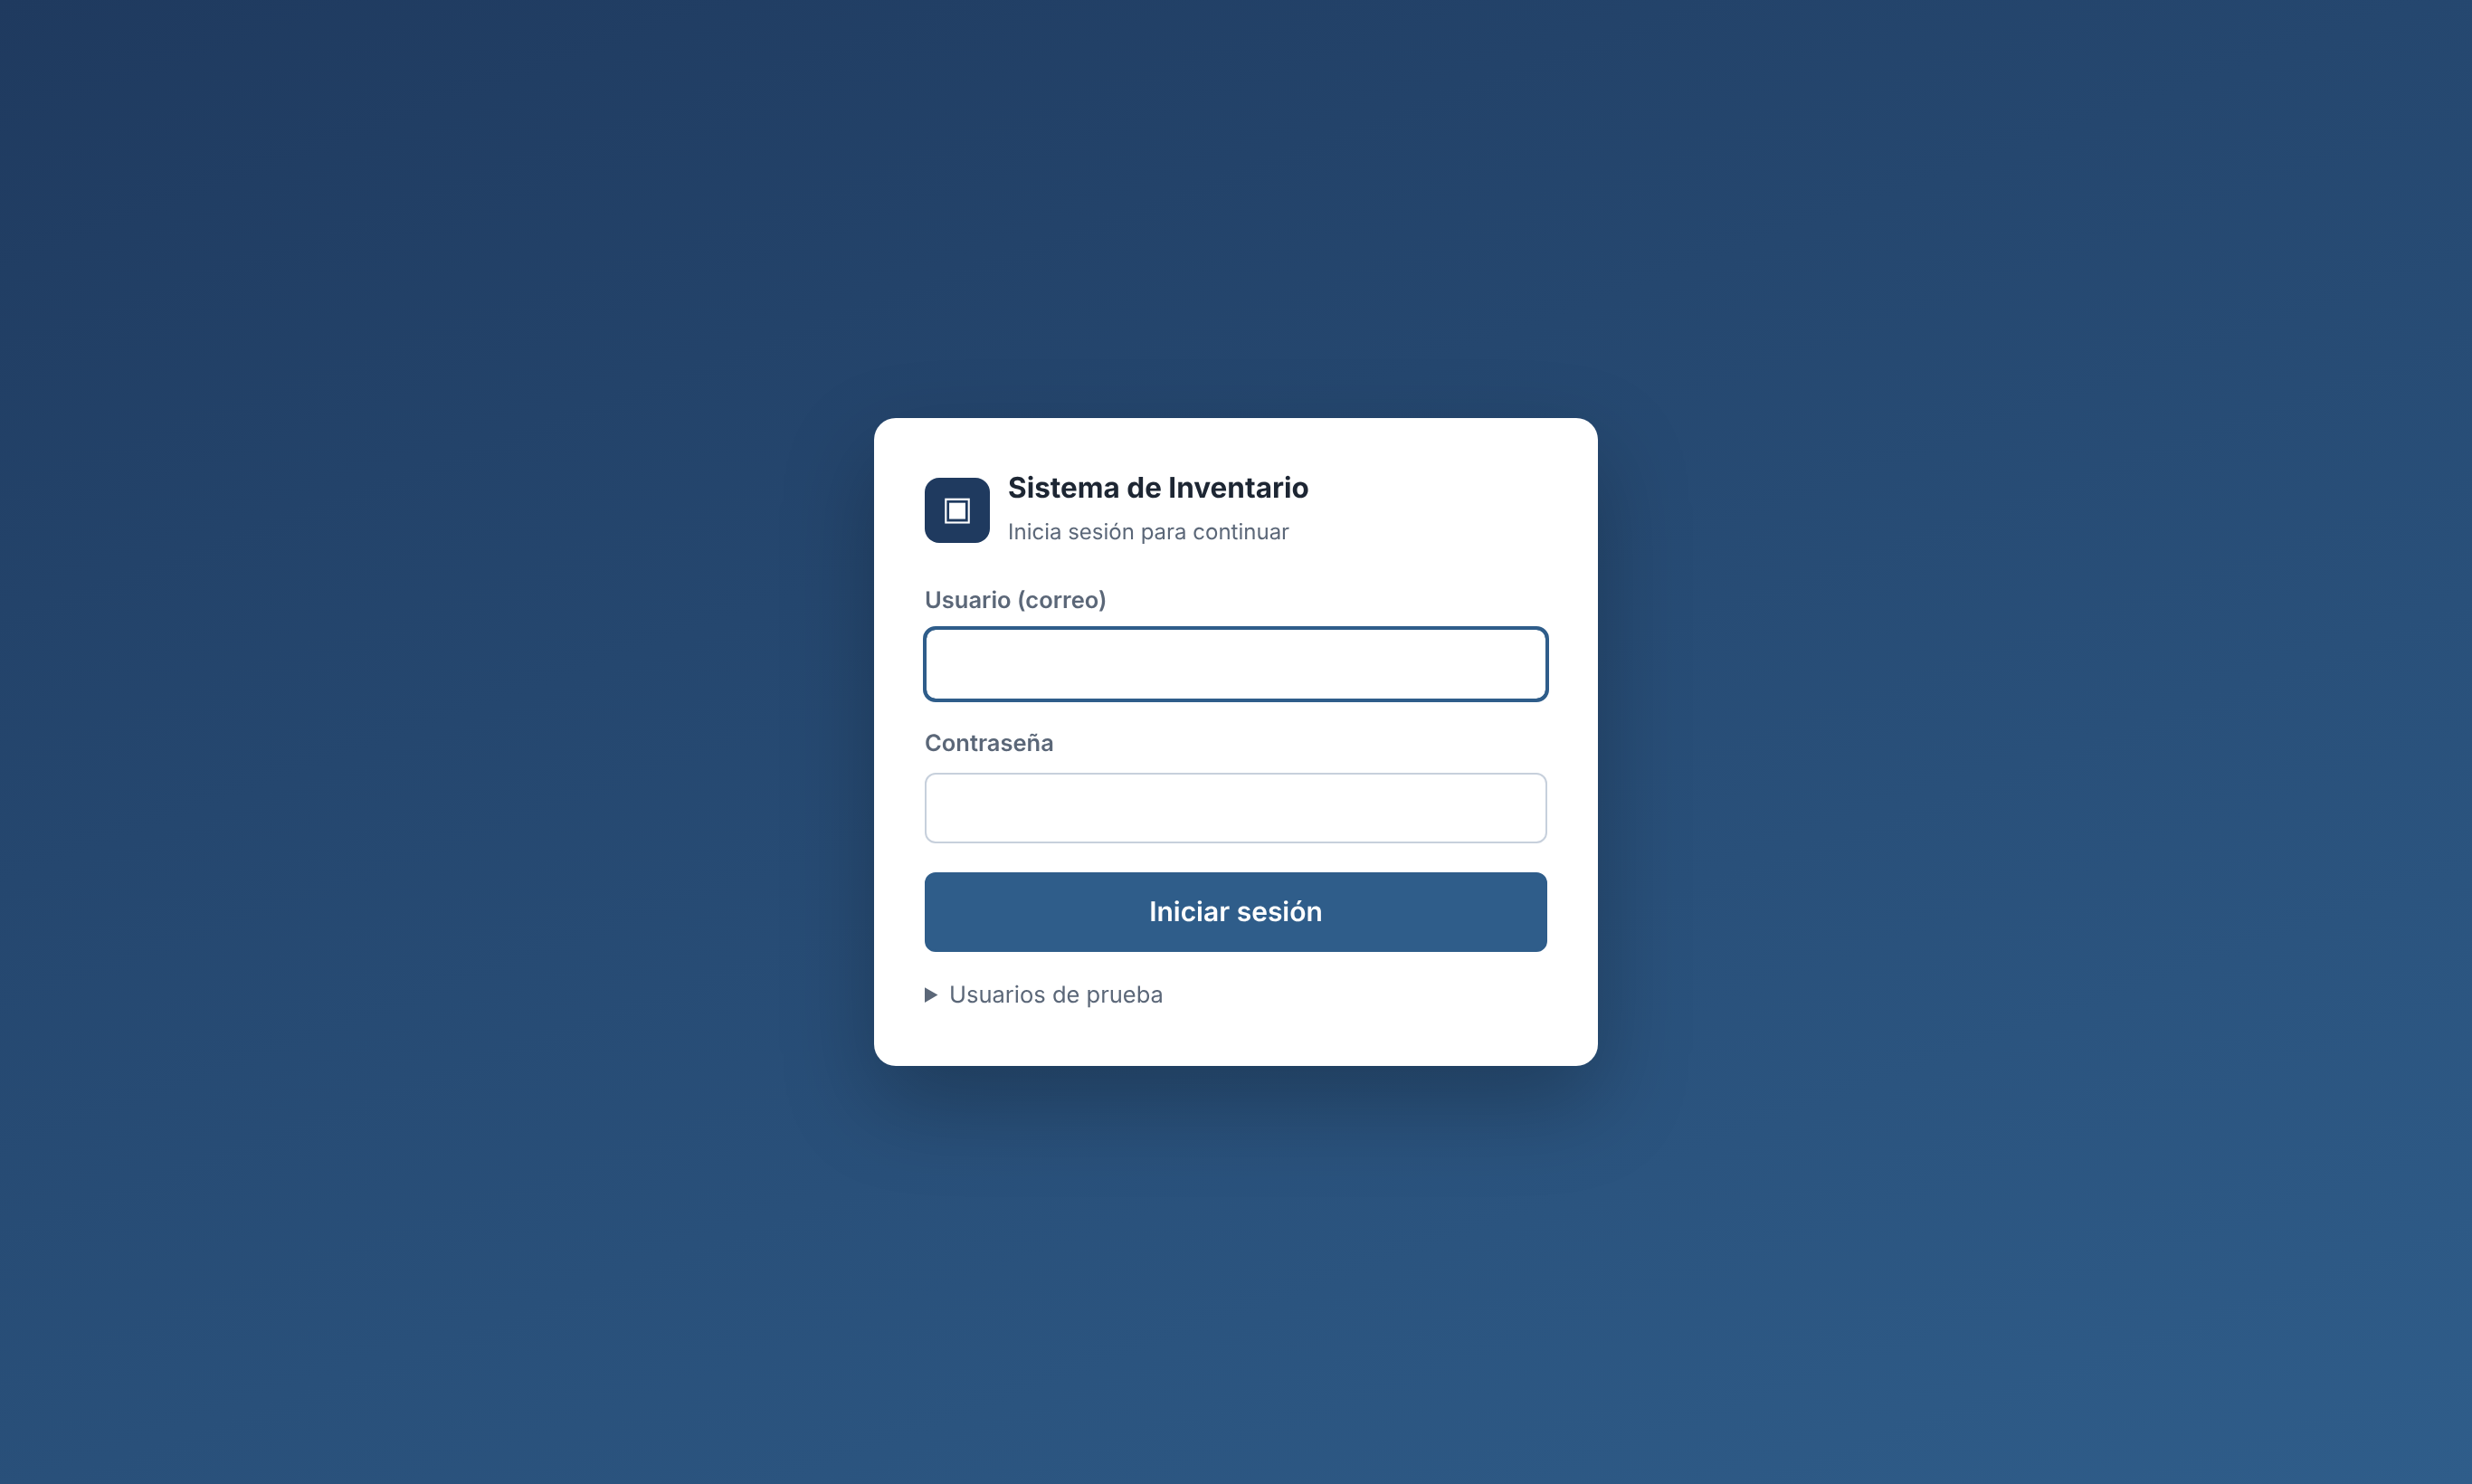 Sistema de Inventario
Inicia sesión para continuar
Usuario (correo)
Contraseña
Iniciar sesión
Usuarios de prueba